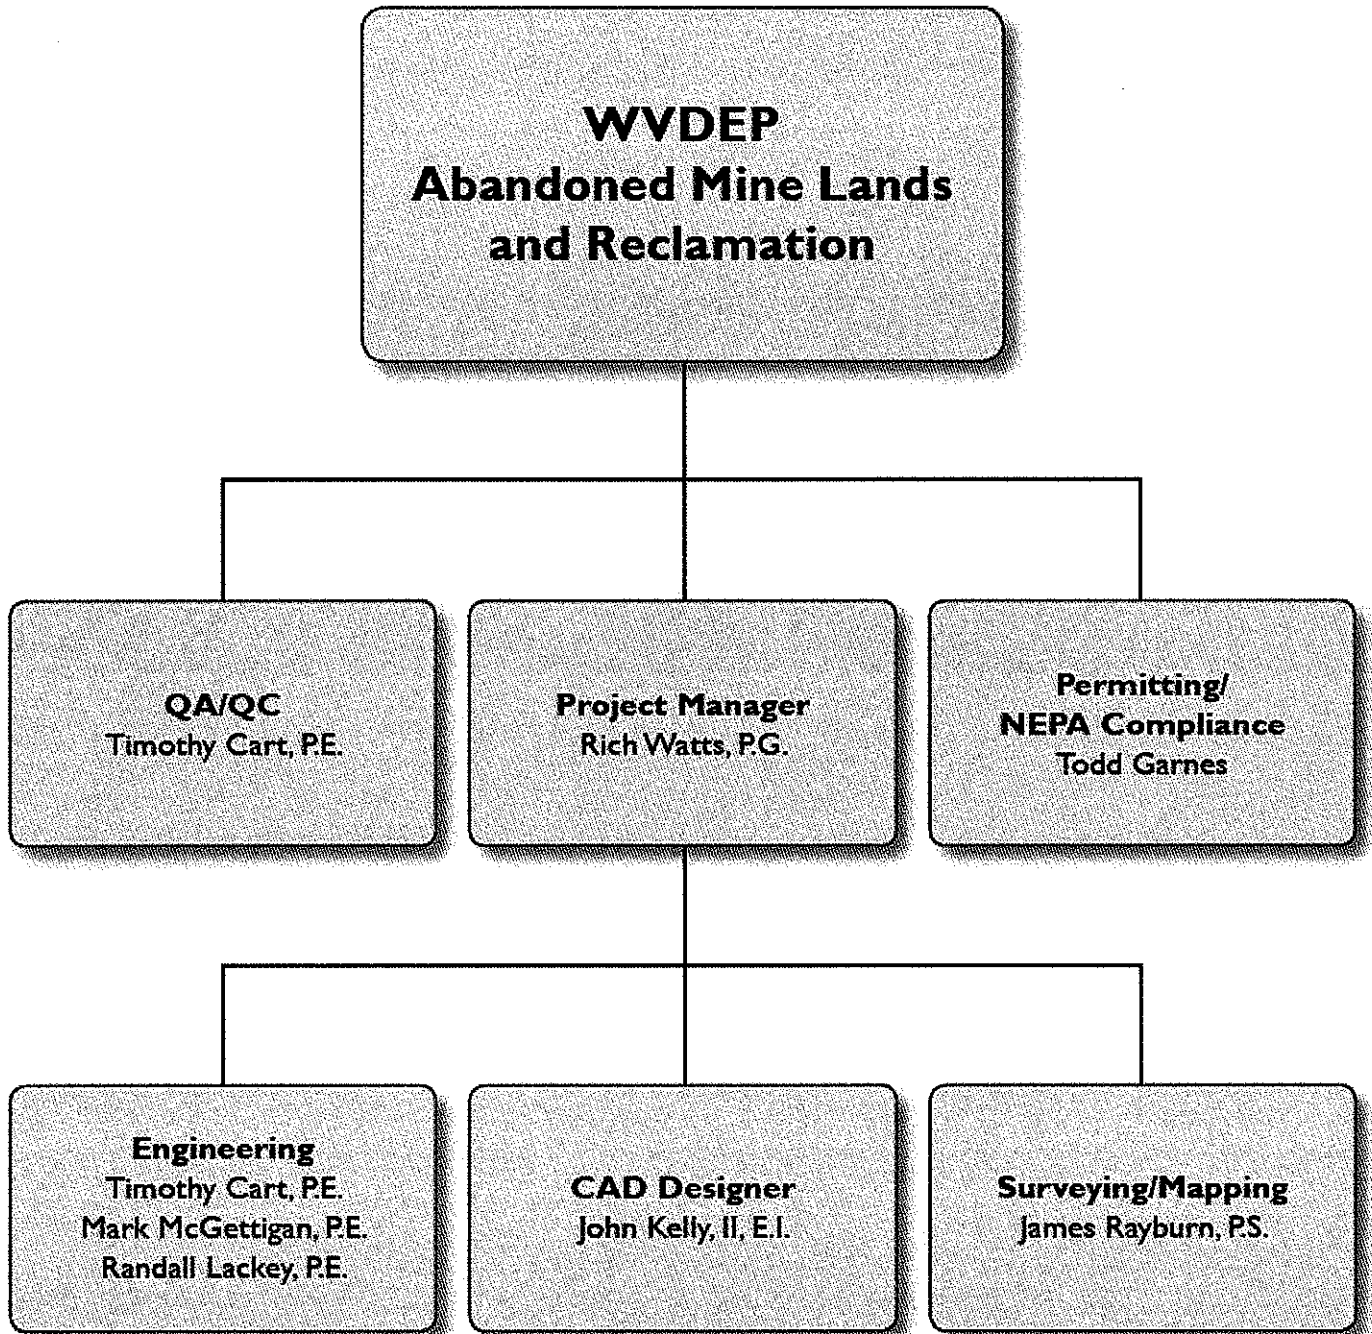 WVDEP
Abandoned Mine Lands
and Reclamation
QA/QC
Timothy Cart, P.E.
Project Manager
Rich Watts, P.G.
Permitting/
NEPA Compliance
Todd Garnes
Engineering
Timothy Cart, P.E.
Mark McGettigan, P.E.
Randall Lackey, P.E.
CAD Designer
John Kelly, II, E.I.
Surveying/Mapping
James Rayburn, P.S.